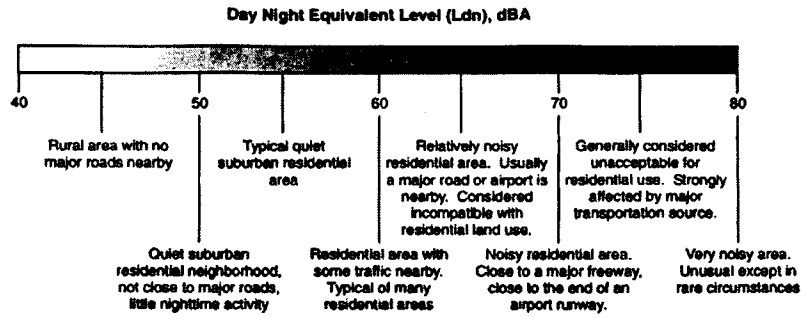 Day Night Equivalent Level (Ldn), dBA
40 50 60 70 80
Rural area with no
major roads nearby
Typical quiet
suburban residential
area
Relatively noisy
residential area. Usually
a major road or airport is
nearby. Considered
incompatible with
residential land use.
Generally considered
unacceptable for
residential use. Strongly
affected by major
transportation source.
Quiet suburban
residential neighborhood,
not close to major roads,
little nighttime activity
Residential area with
some traffic nearby.
Typical of many
residential areas
Noisy residential area.
Close to a major freeway,
close to the end of an
airport runway.
Very noisy area.
Unusual except in
rare circumstances